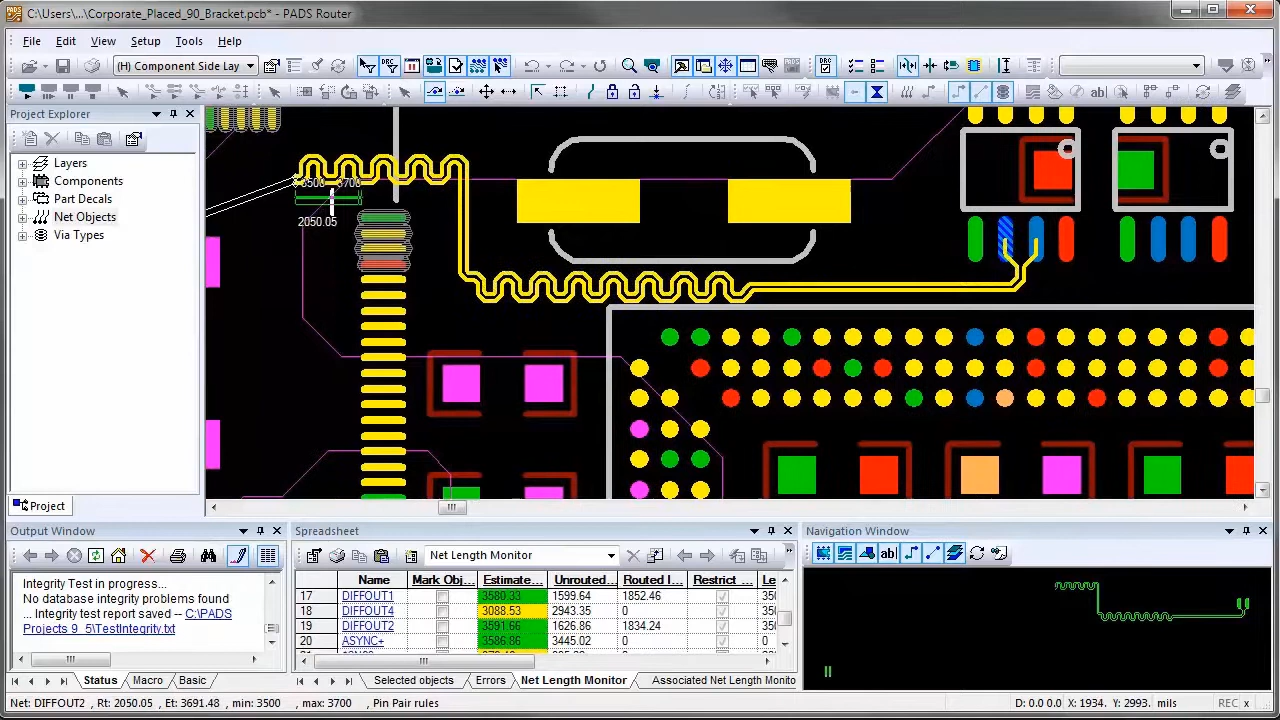 C:\Users\...\Corporate_Placed_90_Bracket.pcb* - PADS Router
File Edit View Setup Tools Help
(H) Component Side Lay
Project Explorer
Layers
Components
Part Decals
Net Objects
Via Types
Project
3500 3700
2050.05
Output Window
Integrity Test in progress...
No database integrity problems found
... Integrity test report saved -- C:\PADS
Projects 9_5\TestIntegrity.txt
Status Macro Basic
Spreadsheet
Net Length Monitor
Name Mark Obj... Estimate... Unrouted... Routed l... Restrict ... Le
17 DIFFOUT1 3580.33 1599.64 1852.46 350
18 DIFFOUT4 3088.53 2943.35 0
19 DIFFOUT2 3591.66 1626.86 1834.24 350
20 ASYNC+ 3586.86 3445.02 0
Selected objects Errors Net Length Monitor Associated Net Length Monito
Navigation Window
Net: DIFFOUT2, Rt: 2050.05, Et: 3691.48, min: 3500 , max: 3700 , Pin Pair rules
D: 0.0 0.0 X: 1934. Y: 2993. mils REC x